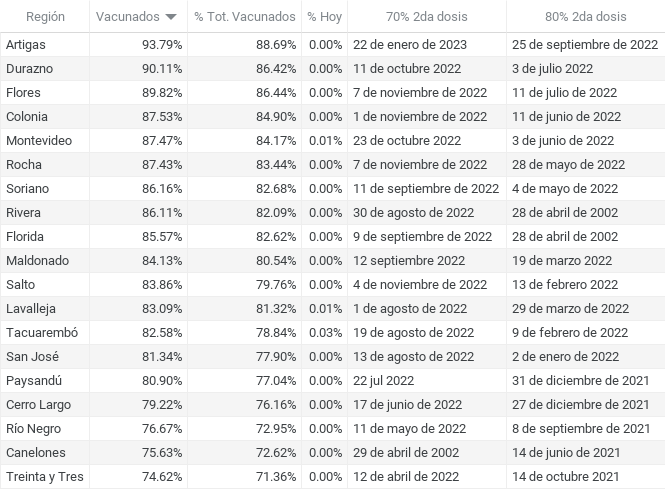 Región Vacunados % Tot. Vacunados % Hoy 70% 2da dosis 80% 2da dosis
Artigas 93.79% 88.69% 0.00% 22 de enero de 2023 25 de septiembre de 2022
Durazno 90.11% 86.42% 0.00% 11 de octubre 2022 3 de julio 2022
Flores 89.82% 86.44% 0.00% 7 de noviembre de 2022 11 de julio de 2022
Colonia 87.53% 84.90% 0.00% 1 de noviembre de 2022 11 de junio de 2022
Montevideo 87.47% 84.17% 0.01% 23 de octubre 2022 3 de junio de 2022
Rocha 87.43% 83.44% 0.00% 7 de noviembre de 2022 28 de mayo de 2022
Soriano 86.16% 82.68% 0.00% 11 de septiembre de 2022 4 de mayo de 2022
Rivera 86.11% 82.09% 0.00% 30 de agosto de 2022 28 de abril de 2002
Florida 85.57% 82.62% 0.00% 9 de septiembre de 2022 28 de abril de 2002
Maldonado 84.13% 80.54% 0.00% 12 septiembre 2022 19 de marzo 2022
Salto 83.86% 79.76% 0.00% 4 de noviembre de 2022 13 de febrero 2022
Lavalleja 83.09% 81.32% 0.01% 1 de agosto de 2022 29 de marzo de 2022
Tacuarembó 82.58% 78.84% 0.03% 19 de agosto de 2022 9 de febrero de 2022
San José 81.34% 77.90% 0.00% 13 de agosto de 2022 2 de enero de 2022
Paysandú 80.90% 77.04% 0.00% 22 jul 2022 31 de diciembre de 2021
Cerro Largo 79.22% 76.16% 0.00% 17 de junio de 2022 27 de diciembre de 2021
Río Negro 76.67% 72.95% 0.00% 11 de mayo de 2022 8 de septiembre de 2021
Canelones 75.63% 72.62% 0.00% 29 de abril de 2002 14 de junio de 2021
Treinta y Tres 74.62% 71.36% 0.00% 12 de abril de 2022 14 de octubre 2021